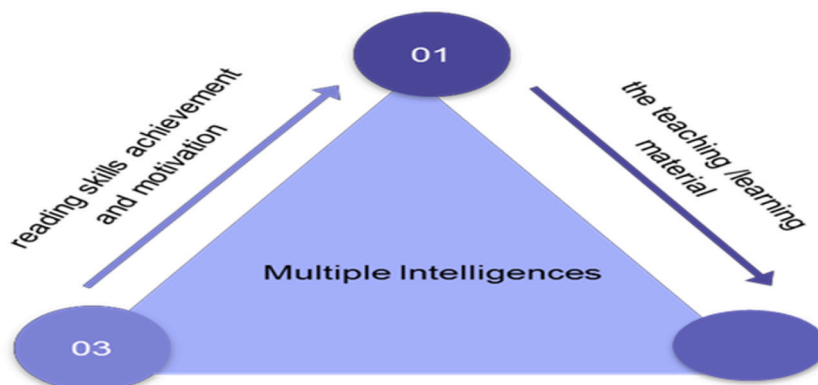 01
reading skills achievement
and motivation
the teaching /learning
material
Multiple Intelligences
03